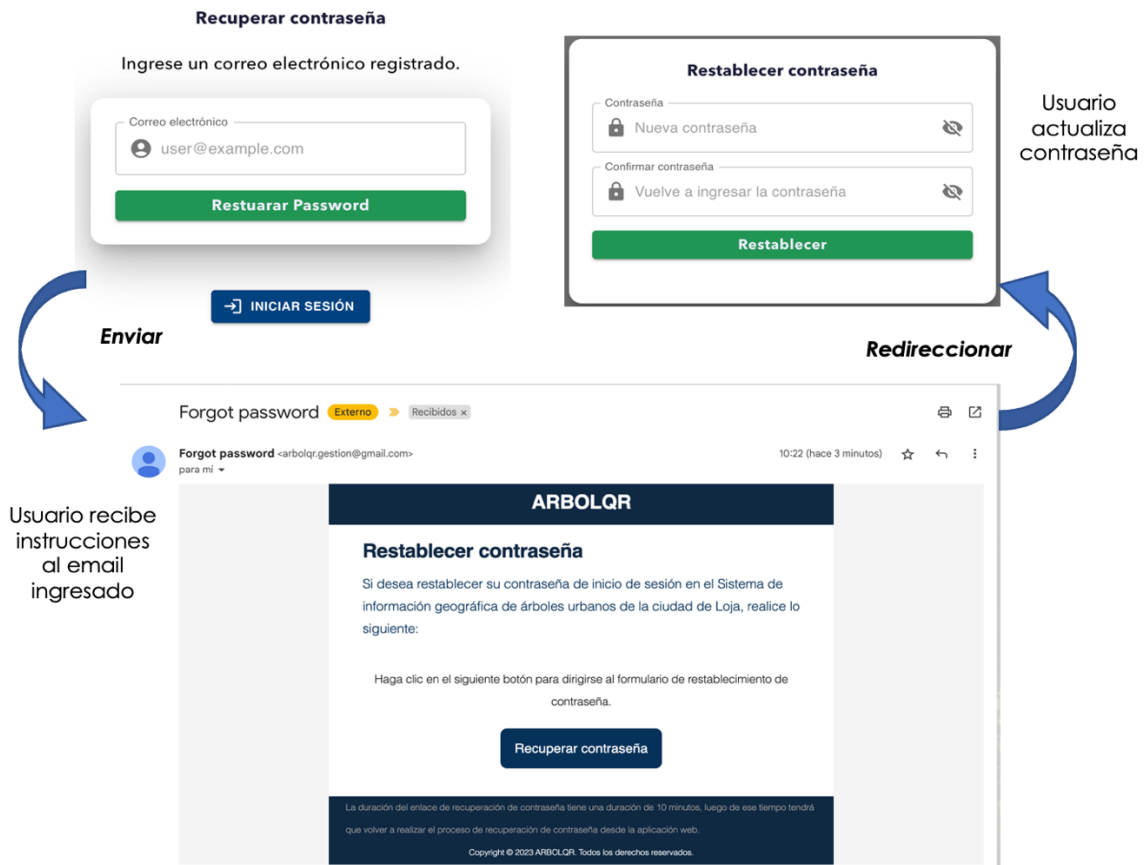 Recuperar contraseña
Ingrese un correo electrónico registrado.
Correo electrónico
user@example.com
Restuarar Password
INICIAR SESIÓN
Enviar
Restablecer contraseña
Contraseña
Nueva contraseña
Confirmar contraseña
Vuelve a ingresar la contraseña
Restablecer
Usuario
actualiza
contraseña
Redireccionar
Forgot password Externo Recibidos x
Forgot password <arbolqr.gestion@gmail.com>
10:22 (hace 3 minutos)
para mí
Usuario recibe
instrucciones
al email
ingresado
ARBOLQR
Restablecer contraseña
Si desea restablecer su contraseña de inicio de sesión en el Sistema de
información geográfica de árboles urbanos de la ciudad de Loja, realice lo
siguiente:
Haga clic en el siguiente botón para dirigirse al formulario de restablecimiento de
contraseña.
Recuperar contraseña
La duración del enlace de recuperación de contraseña tiene una duración de 10 minutos, luego de ese tiempo tendrá
que volver a realizar el proceso de recuperación de contraseña desde la aplicación web.
Copyright © 2023 ARBOLQR. Todos los derechos reservados.